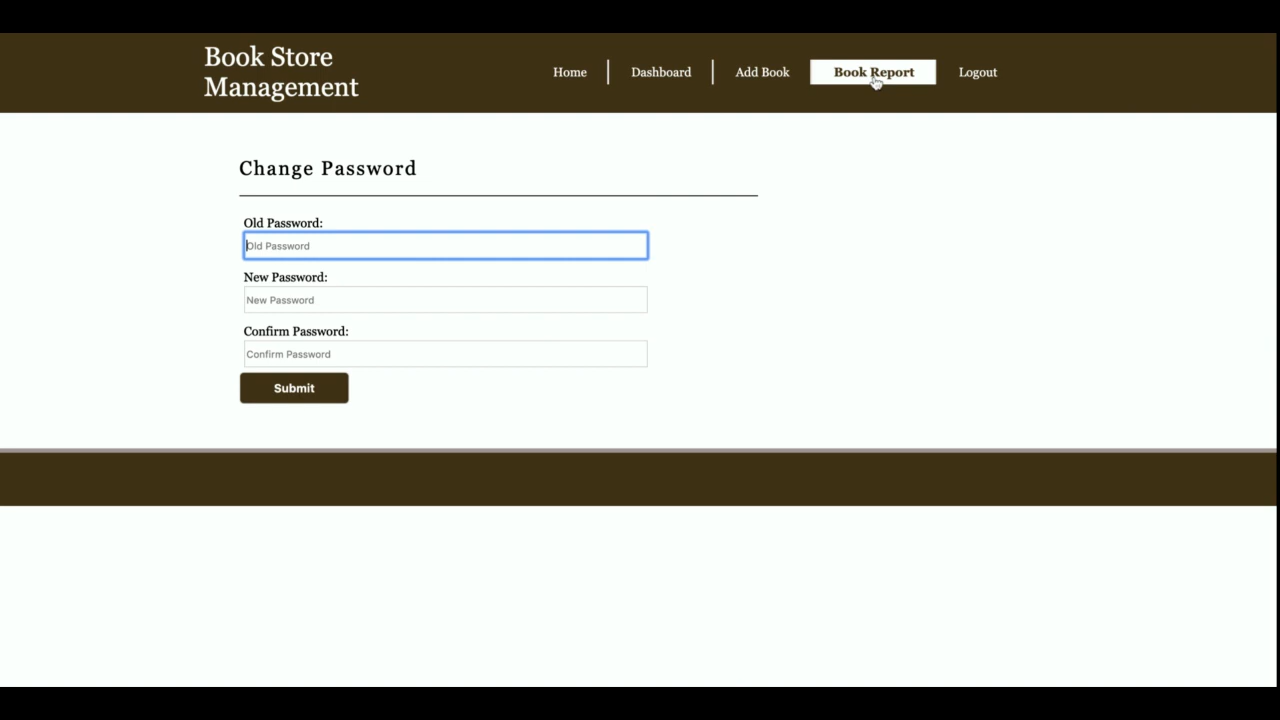 Book Store
Management
Home
Dashboard
Add Book
Book Report
Logout
Change Password
Old Password:
Old Password
New Password:
New Password
Confirm Password:
Confirm Password
Submit